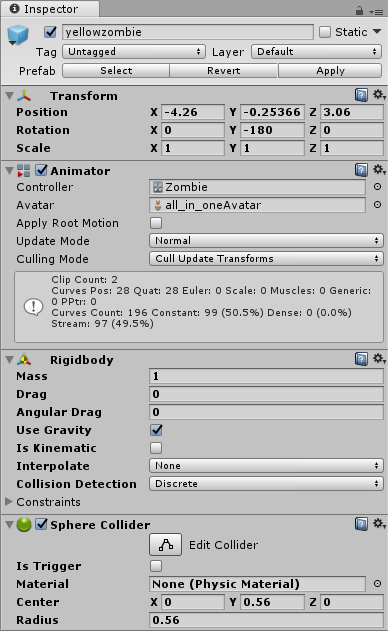 Inspector
yellowzombie Static
Tag Untagged Layer Default
Prefab Select Revert Apply
Transform
Position X -4.26 Y -0.25366 Z 3.06
Rotation X 0 Y -180 Z 0
Scale X 1 Y 1 Z 1
Animator
Controller Zombie
Avatar all_in_oneAvatar
Apply Root Motion
Update Mode Normal
Culling Mode Cull Update Transforms
Clip Count: 2
Curves Pos: 28 Quat: 28 Euler: 0 Scale: 0 Muscles: 0 Generic:
0 PPtr: 0
Curves Count: 196 Constant: 99 (50.5%) Dense: 0 (0.0%)
Stream: 97 (49.5%)
Rigidbody
Mass 1
Drag 0
Angular Drag 0
Use Gravity
Is Kinematic
Interpolate None
Collision Detection Discrete
Constraints
Sphere Collider
Edit Collider
Is Trigger
Material None (Physic Material)
Center X 0 Y 0.56 Z 0
Radius 0.56